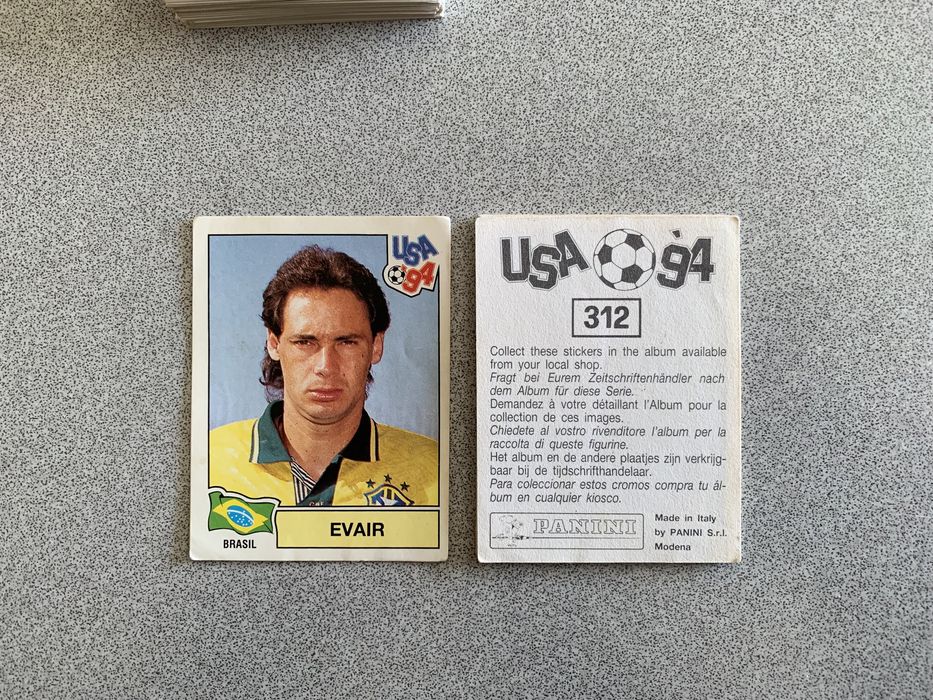 USA
'94
BRASIL
EVAIR
USA '94
312
Collect these stickers in the album available
from your local shop.
Fragt bei Eurem Zeitschriftenhändler nach
dem Album für diese Serie.
Demandez à votre détaillant l'Album pour la
collection de ces images.
Chiedete al vostro rivenditore l'album per la
raccolta di queste figurine.
Het album en de andere plaatjes zijn verkrijg-
baar bij de tijdschrifthandelaar.
Para coleccionar estos cromos compra tu ál-
bum en cualquier kiosco.
PANINI
Made in Italy
by PANINI S.r.l.
Modena